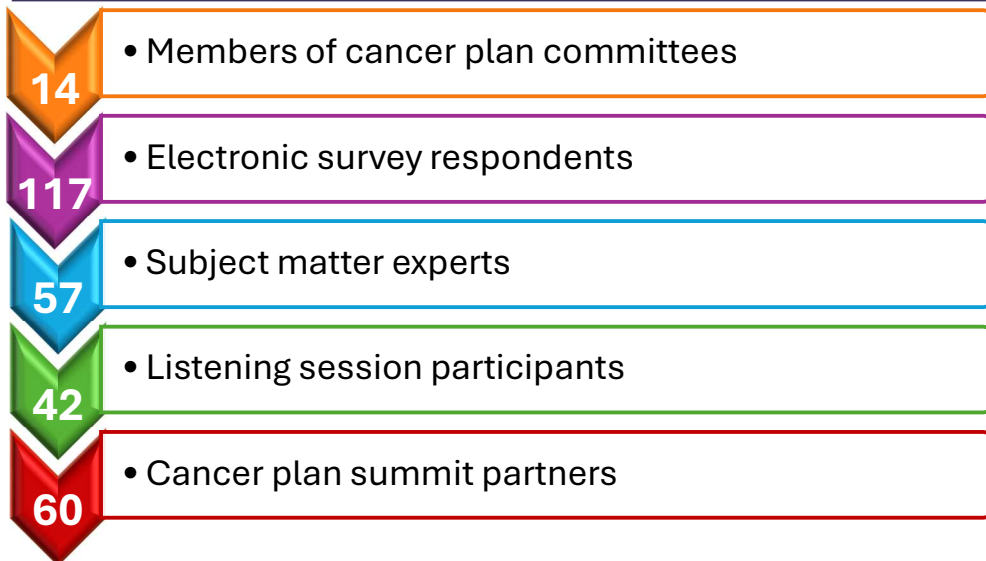 14
• Members of cancer plan committees
117
• Electronic survey respondents
57
• Subject matter experts
42
• Listening session participants
60
• Cancer plan summit partners